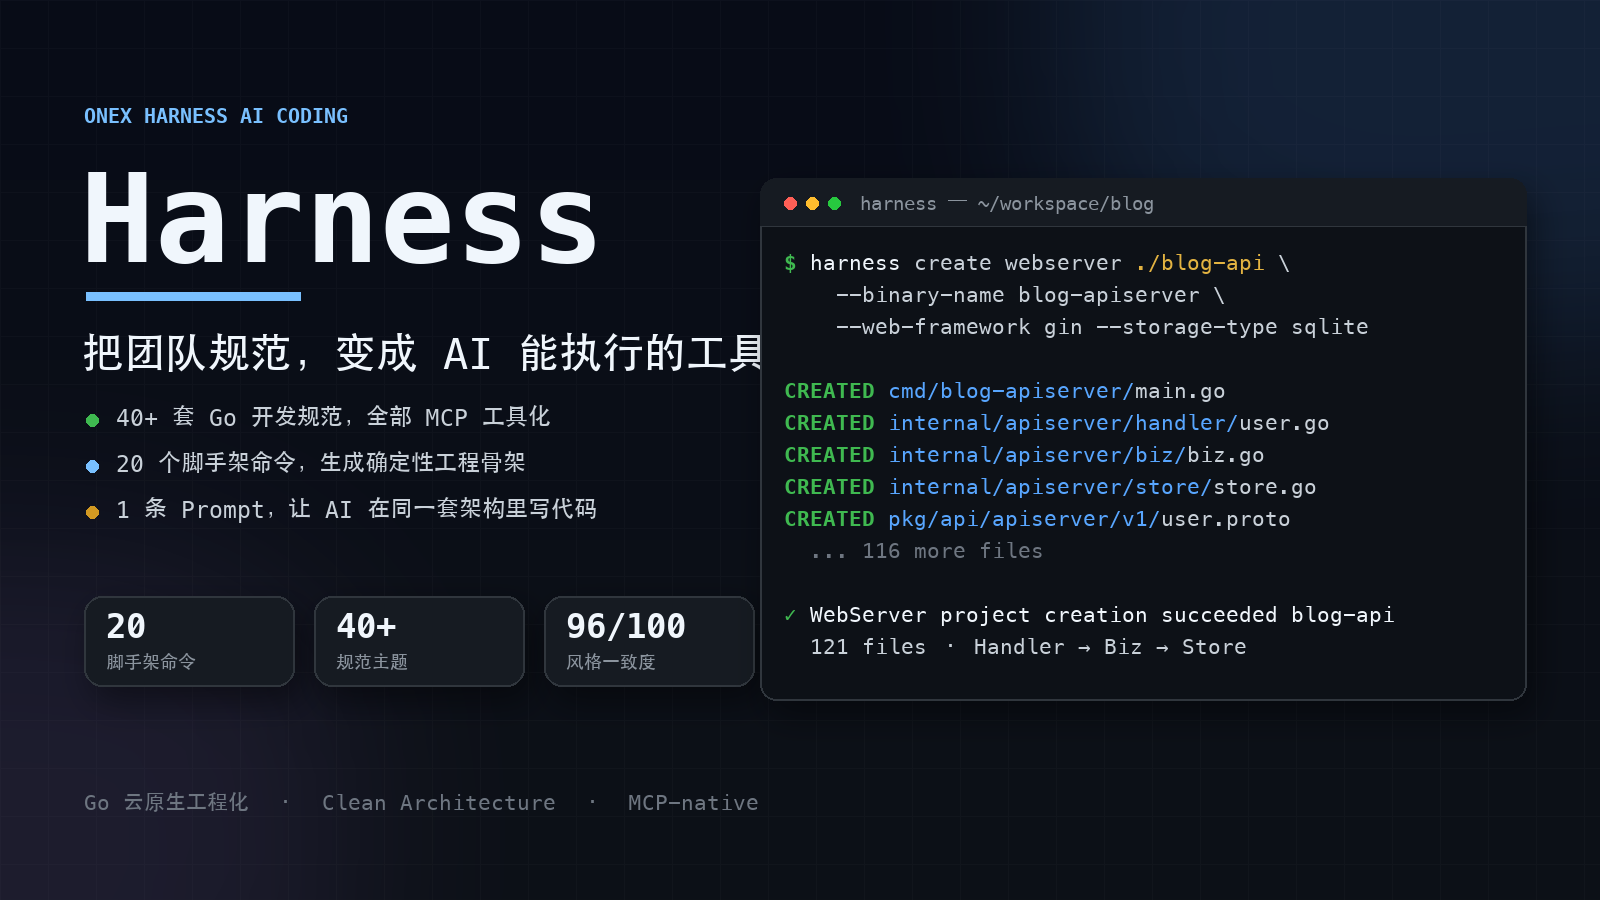 ONEX HARNESS AI CODING
Harness
把团队规范，变成 AI 能执行的工具
40+ 套 Go 开发规范，全部 MCP 工具化
20 个脚手架命令，生成确定性工程骨架
1 条 Prompt，让 AI 在同一套架构里写代码
20
脚手架命令
40+
规范主题
96/100
风格一致度
Go 云原生工程化 · Clean Architecture · MCP-native
harness — ~/workspace/blog
$ harness create webserver ./blog-api \
--binary-name blog-apiserver \
--web-framework gin --storage-type sqlite
CREATED cmd/blog-apiserver/main.go
CREATED internal/apiserver/handler/user.go
CREATED internal/apiserver/biz/biz.go
CREATED internal/apiserver/store/store.go
CREATED pkg/api/apiserver/v1/user.proto
... 116 more files
✓ WebServer project creation succeeded blog-api
121 files · Handler → Biz → Store